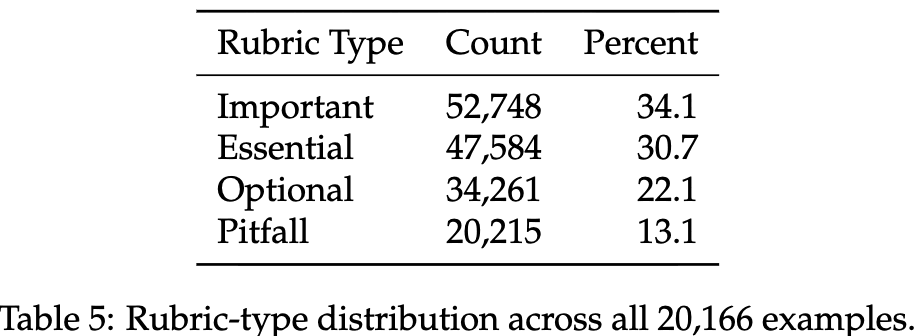 Rubric Type Count Percent
Important 52,748 34.1
Essential 47,584 30.7
Optional 34,261 22.1
Pitfall 20,215 13.1
Table 5: Rubric-type distribution across all 20,166 examples.